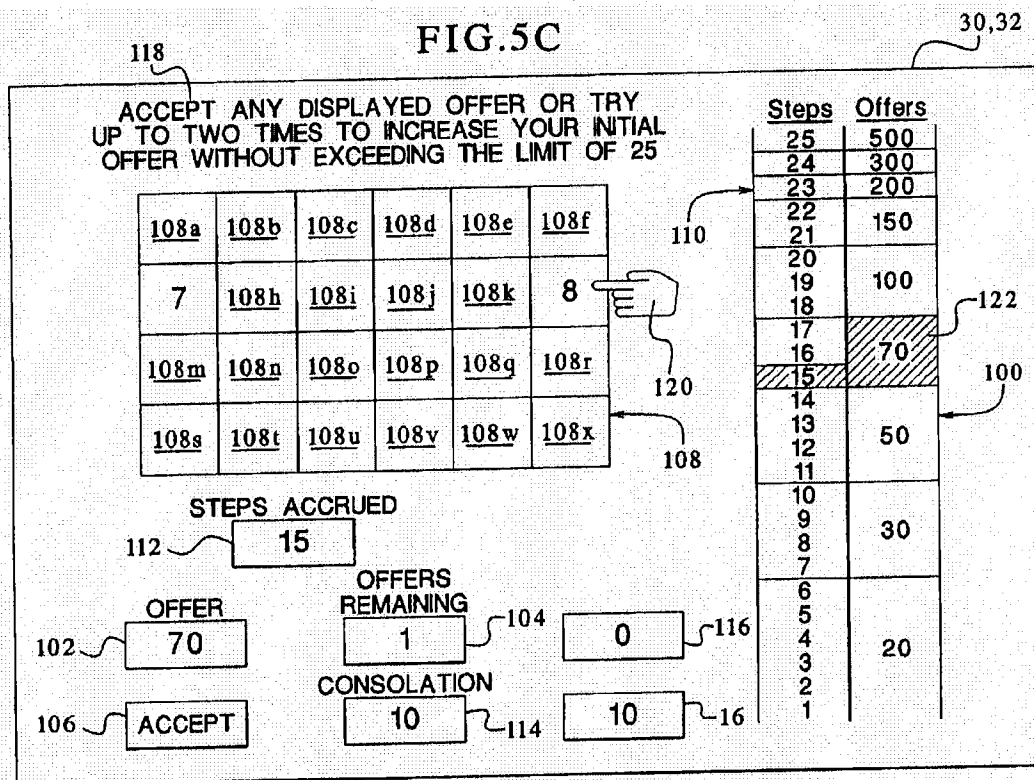 FIG.5C
30,32
118
ACCEPT ANY DISPLAYED OFFER OR TRY
UP TO TWO TIMES TO INCREASE YOUR INITIAL
OFFER WITHOUT EXCEEDING THE LIMIT OF 25
108a 108b 108c 108d 108e 108f
7 108h 108i 108j 108k 8
108m 108n 108o 108p 108q 108r
108s 108t 108u 108v 108w 108x
120
108
STEPS ACCRUED
112 15
OFFER
102 70
OFFERS
REMAINING
1 104
0 116
106 ACCEPT
CONSOLATION
10 114
10 16
110
Steps Offers
25 500
24 300
23 200
22
21
150
20
19
18
100
17
16
15
70
122
14
13
12
11
50
100
10
9
8
7
30
6
5
4
3
2
1
20